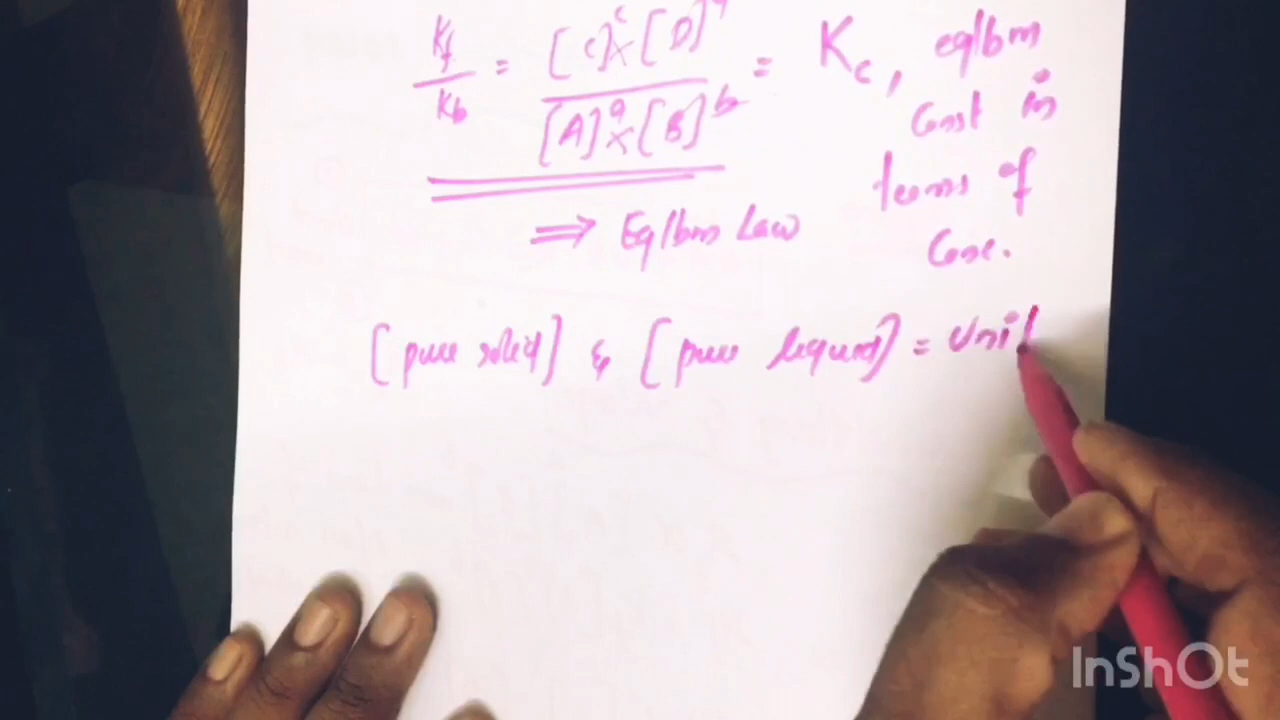 Kf/Kb = [C]^c x [D]^d / [A]^a x [B]^b = Kc, eqlbm
const in
terms of
Conc.
⇒ Eqlbm Law
[pure solid] & [pure liquid] = Unit
InShOt